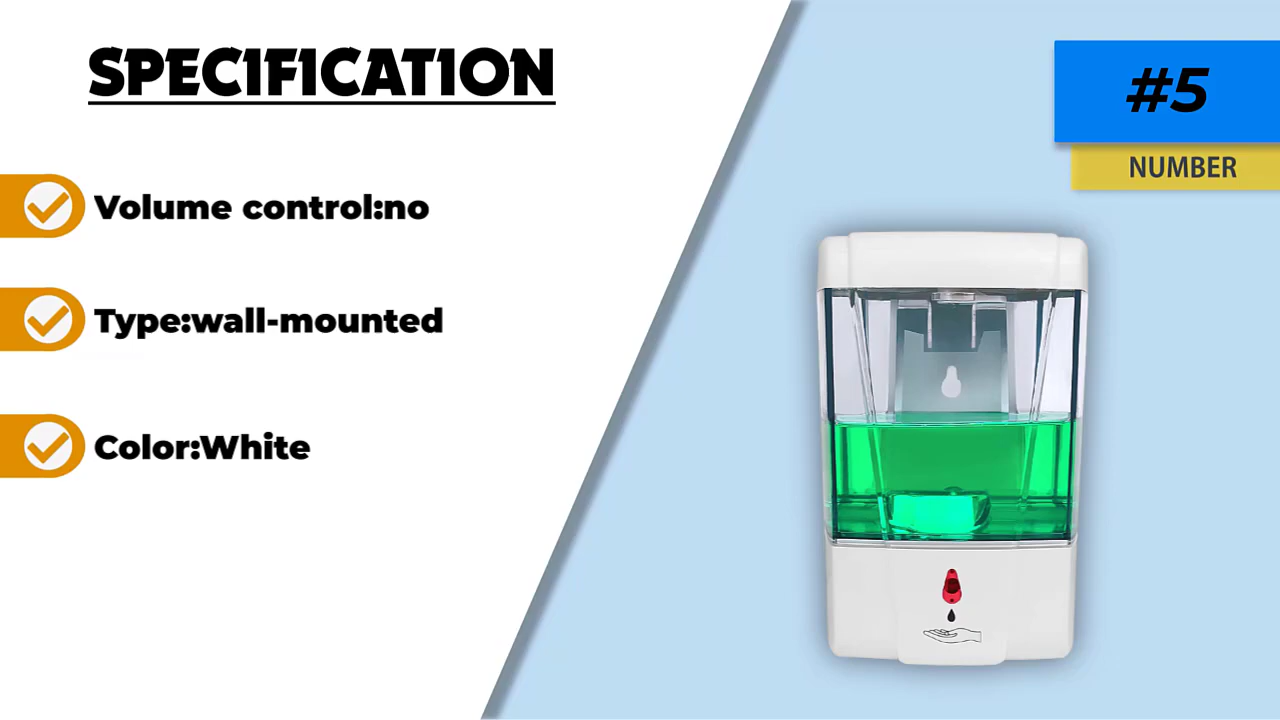 SPECIFICATION
#5
NUMBER
Volume control:no
Type:wall-mounted
Color:White